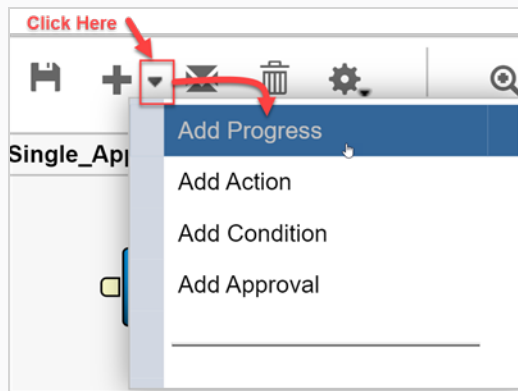 Click Here
Add Progress
Single_App
Add Action
Add Condition
Add Approval